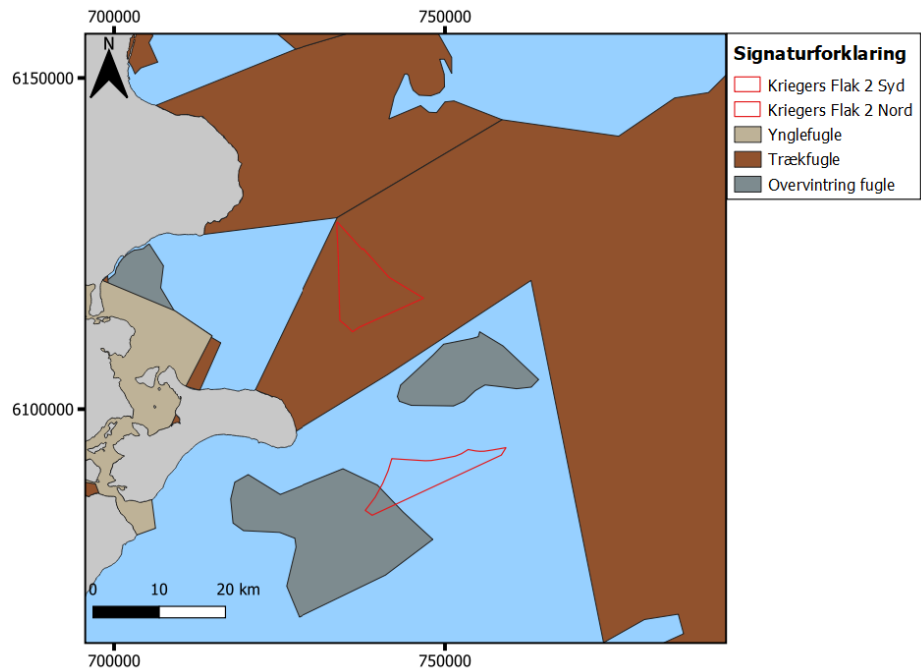 700000
750000
N
6150000
6100000
0
10
20 km
700000
750000
Signaturforklaring
Kriegers Flak 2 Syd
Kriegers Flak 2 Nord
Ynglefugle
Trækfugle
Overvintring fugle